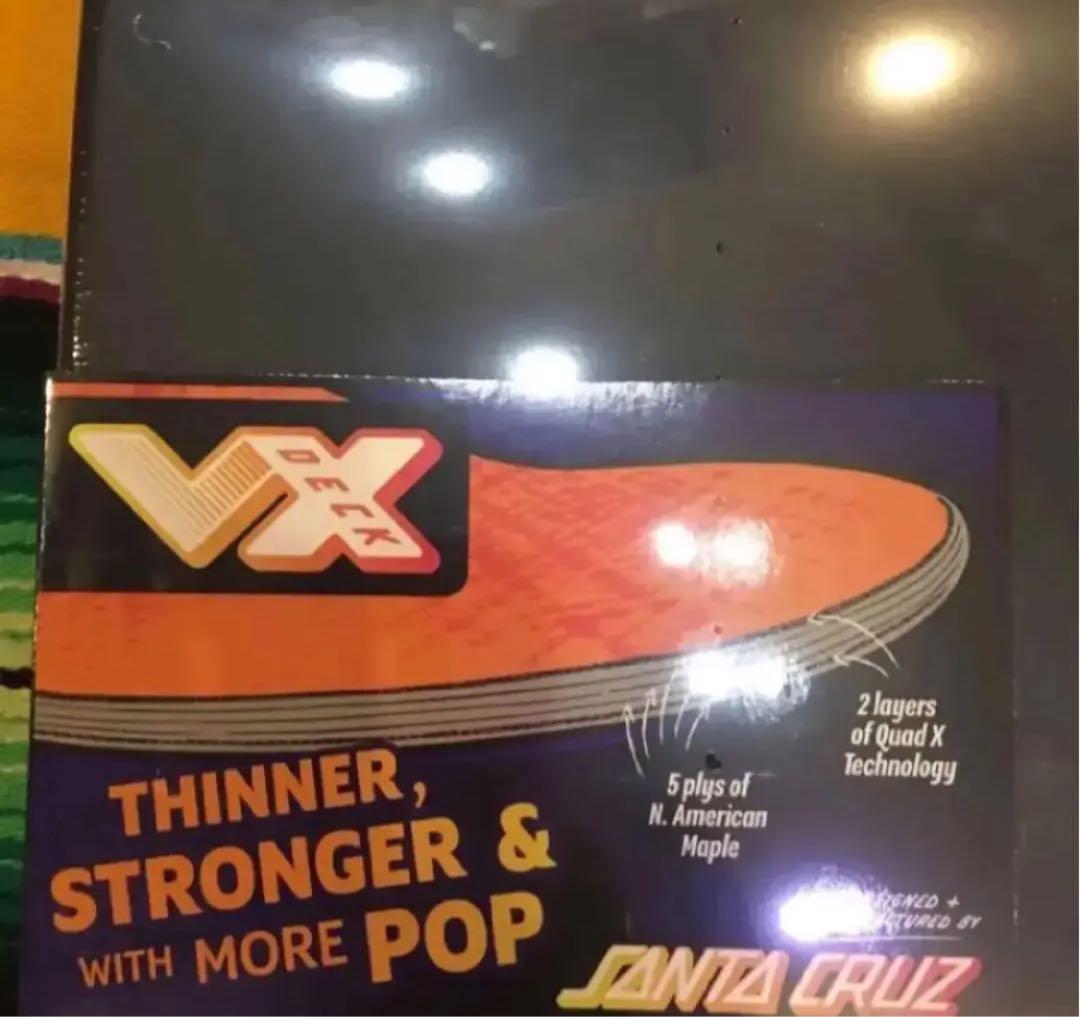 VX
DECK
2 layers
of Quad X
Technology
5 plys of
N. American
Maple
THINNER,
STRONGER &
WITH MORE POP
+
BY
SANTA CRUZ